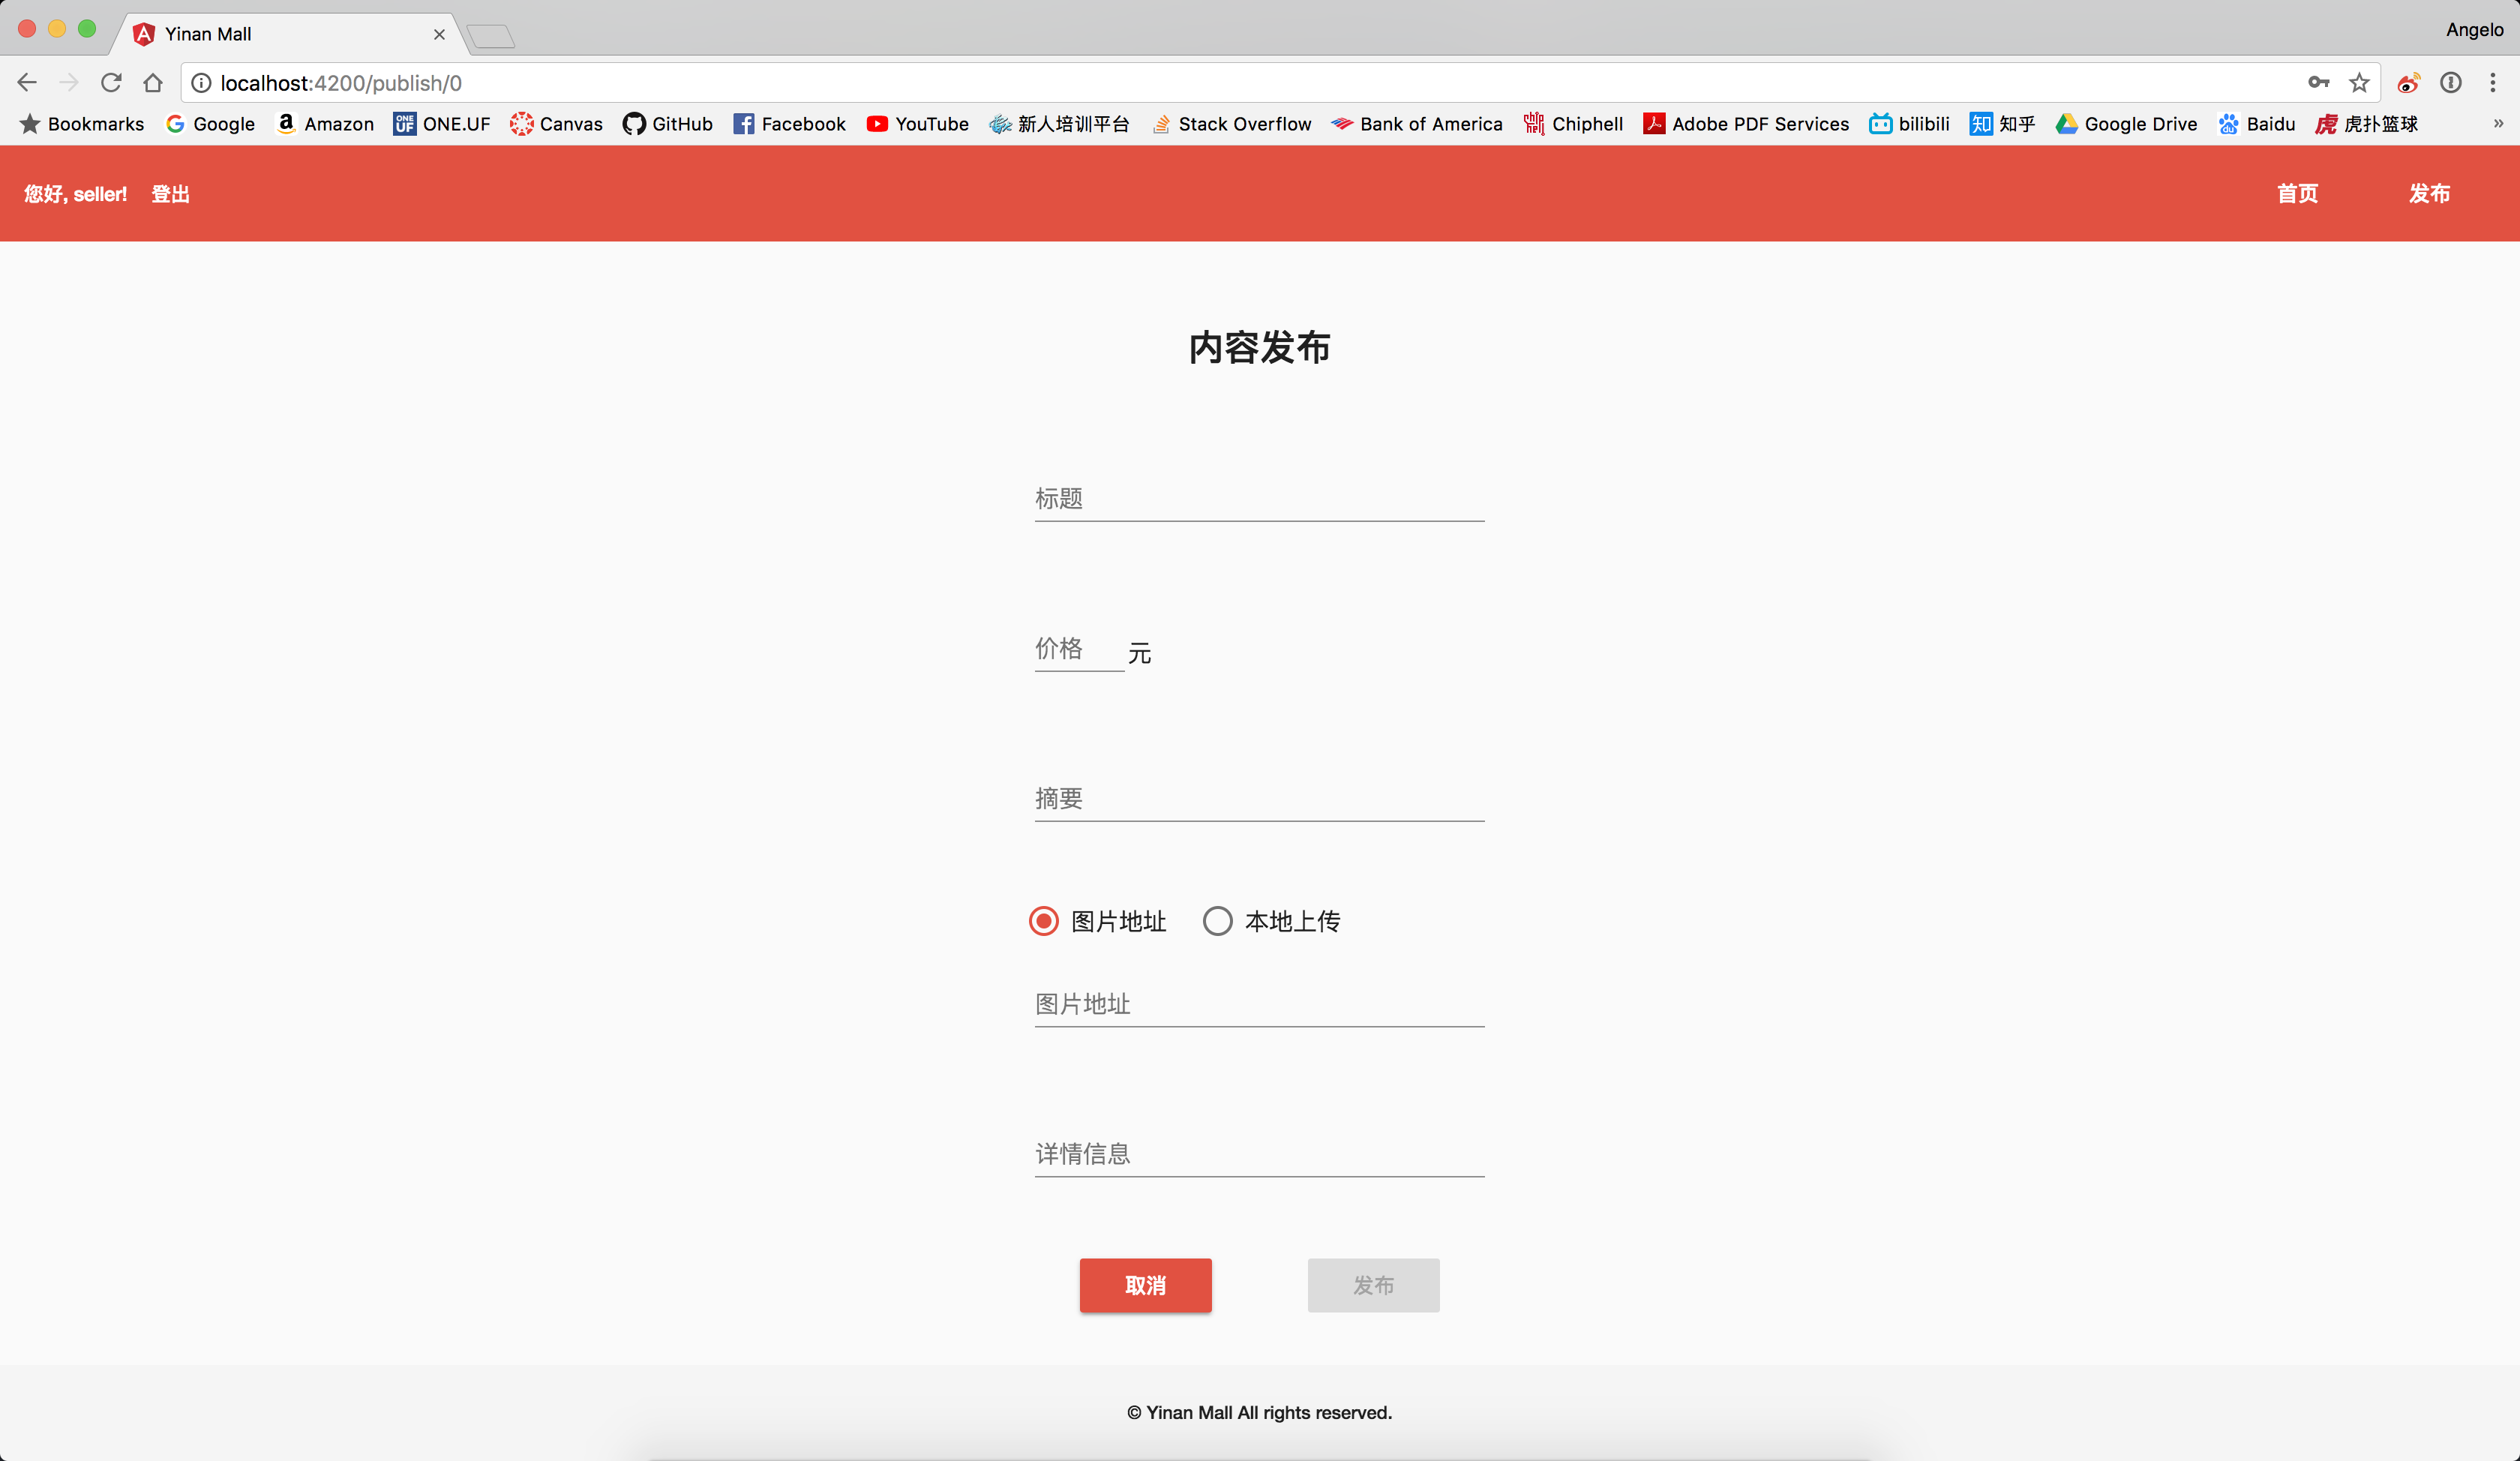 Yinan Mall
Angelo
localhost:4200/publish/0
Bookmarks Google Amazon ONE.UF Canvas GitHub Facebook YouTube 新人培训平台 Stack Overflow Bank of America Chiphell Adobe PDF Services bilibili 知乎 Google Drive Baidu 虎扑篮球 »
您好, seller! 登出 首页 发布
内容发布
标题
价格 元
摘要
图片地址 本地上传
图片地址
详情信息
取消 发布
© Yinan Mall All rights reserved.